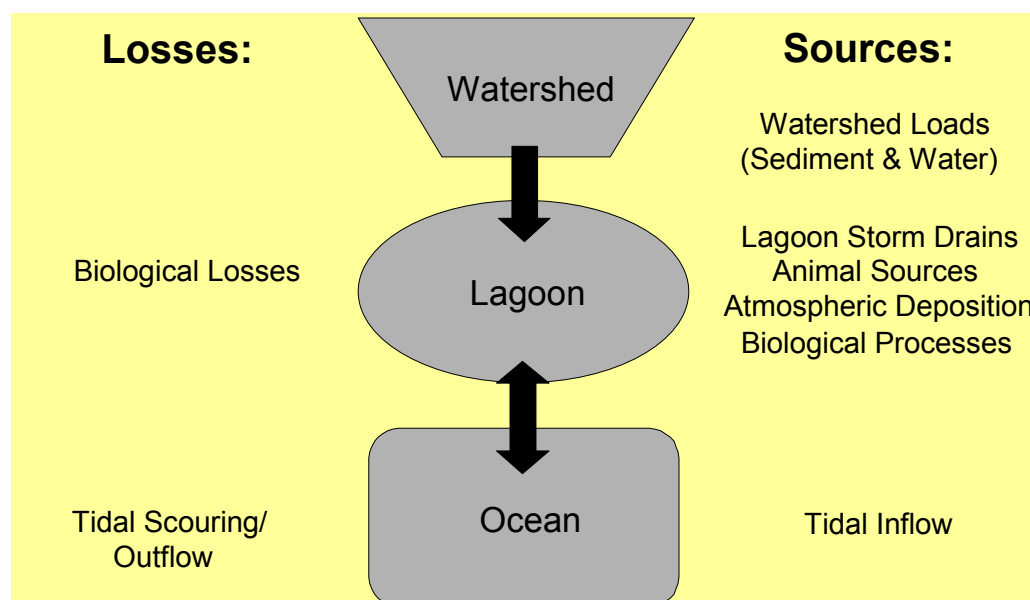 Losses:
Sources:
Watershed
Watershed Loads
(Sediment & Water)
Biological Losses
Lagoon
Lagoon Storm Drains
Animal Sources
Atmospheric Deposition
Biological Processes
Tidal Scouring/
Outflow
Ocean
Tidal Inflow